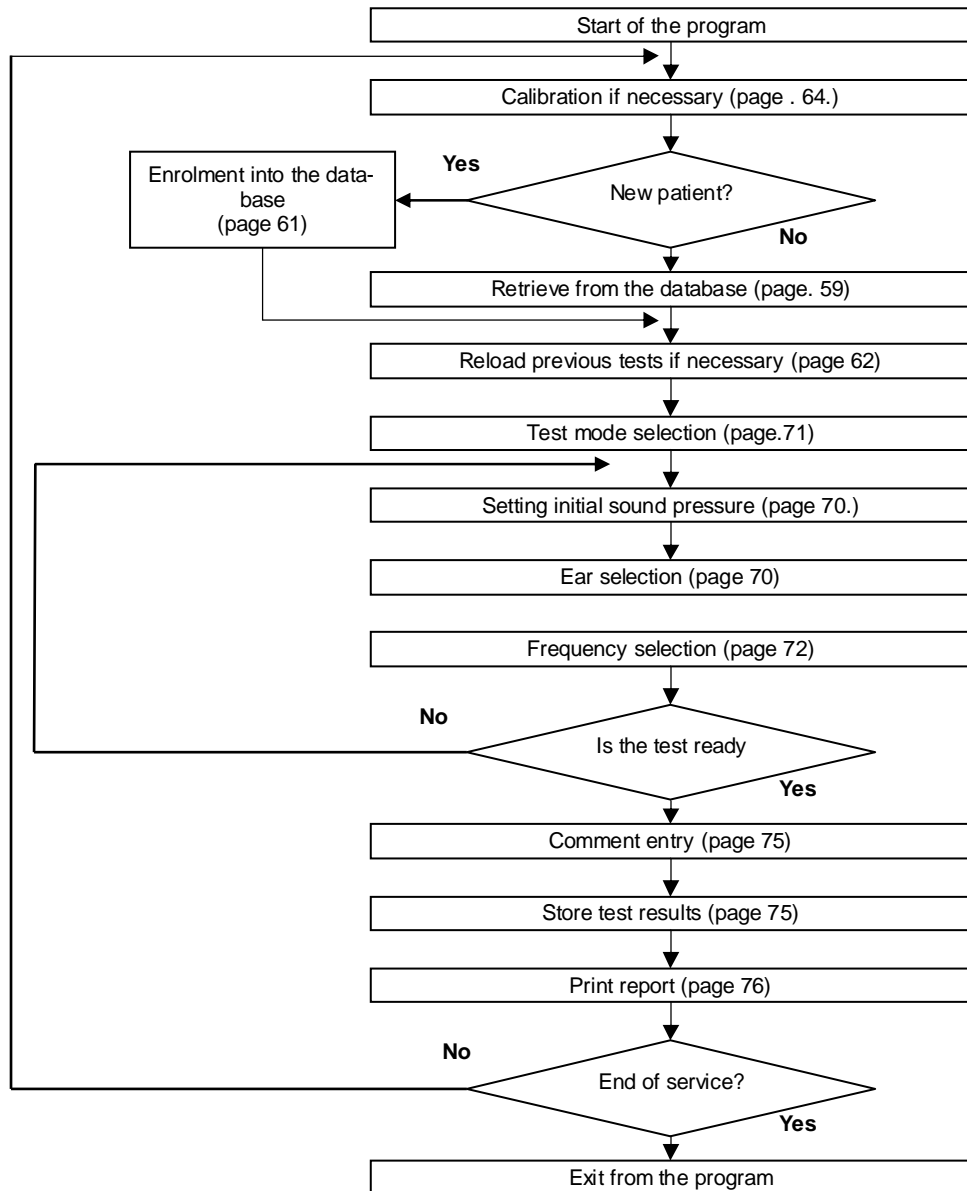 Start of the program
Calibration if necessary (page . 64.)
Yes
Enrolment into the data-
base
(page 61)
New patient?
No
Retrieve from the database (page. 59)
Reload previous tests if necessary (page 62)
Test mode selection (page.71)
Setting initial sound pressure (page 70.)
Ear selection (page 70)
Frequency selection (page 72)
No
Is the test ready
Yes
Comment entry (page 75)
Store test results (page 75)
Print report (page 76)
No
End of service?
Yes
Exit from the program